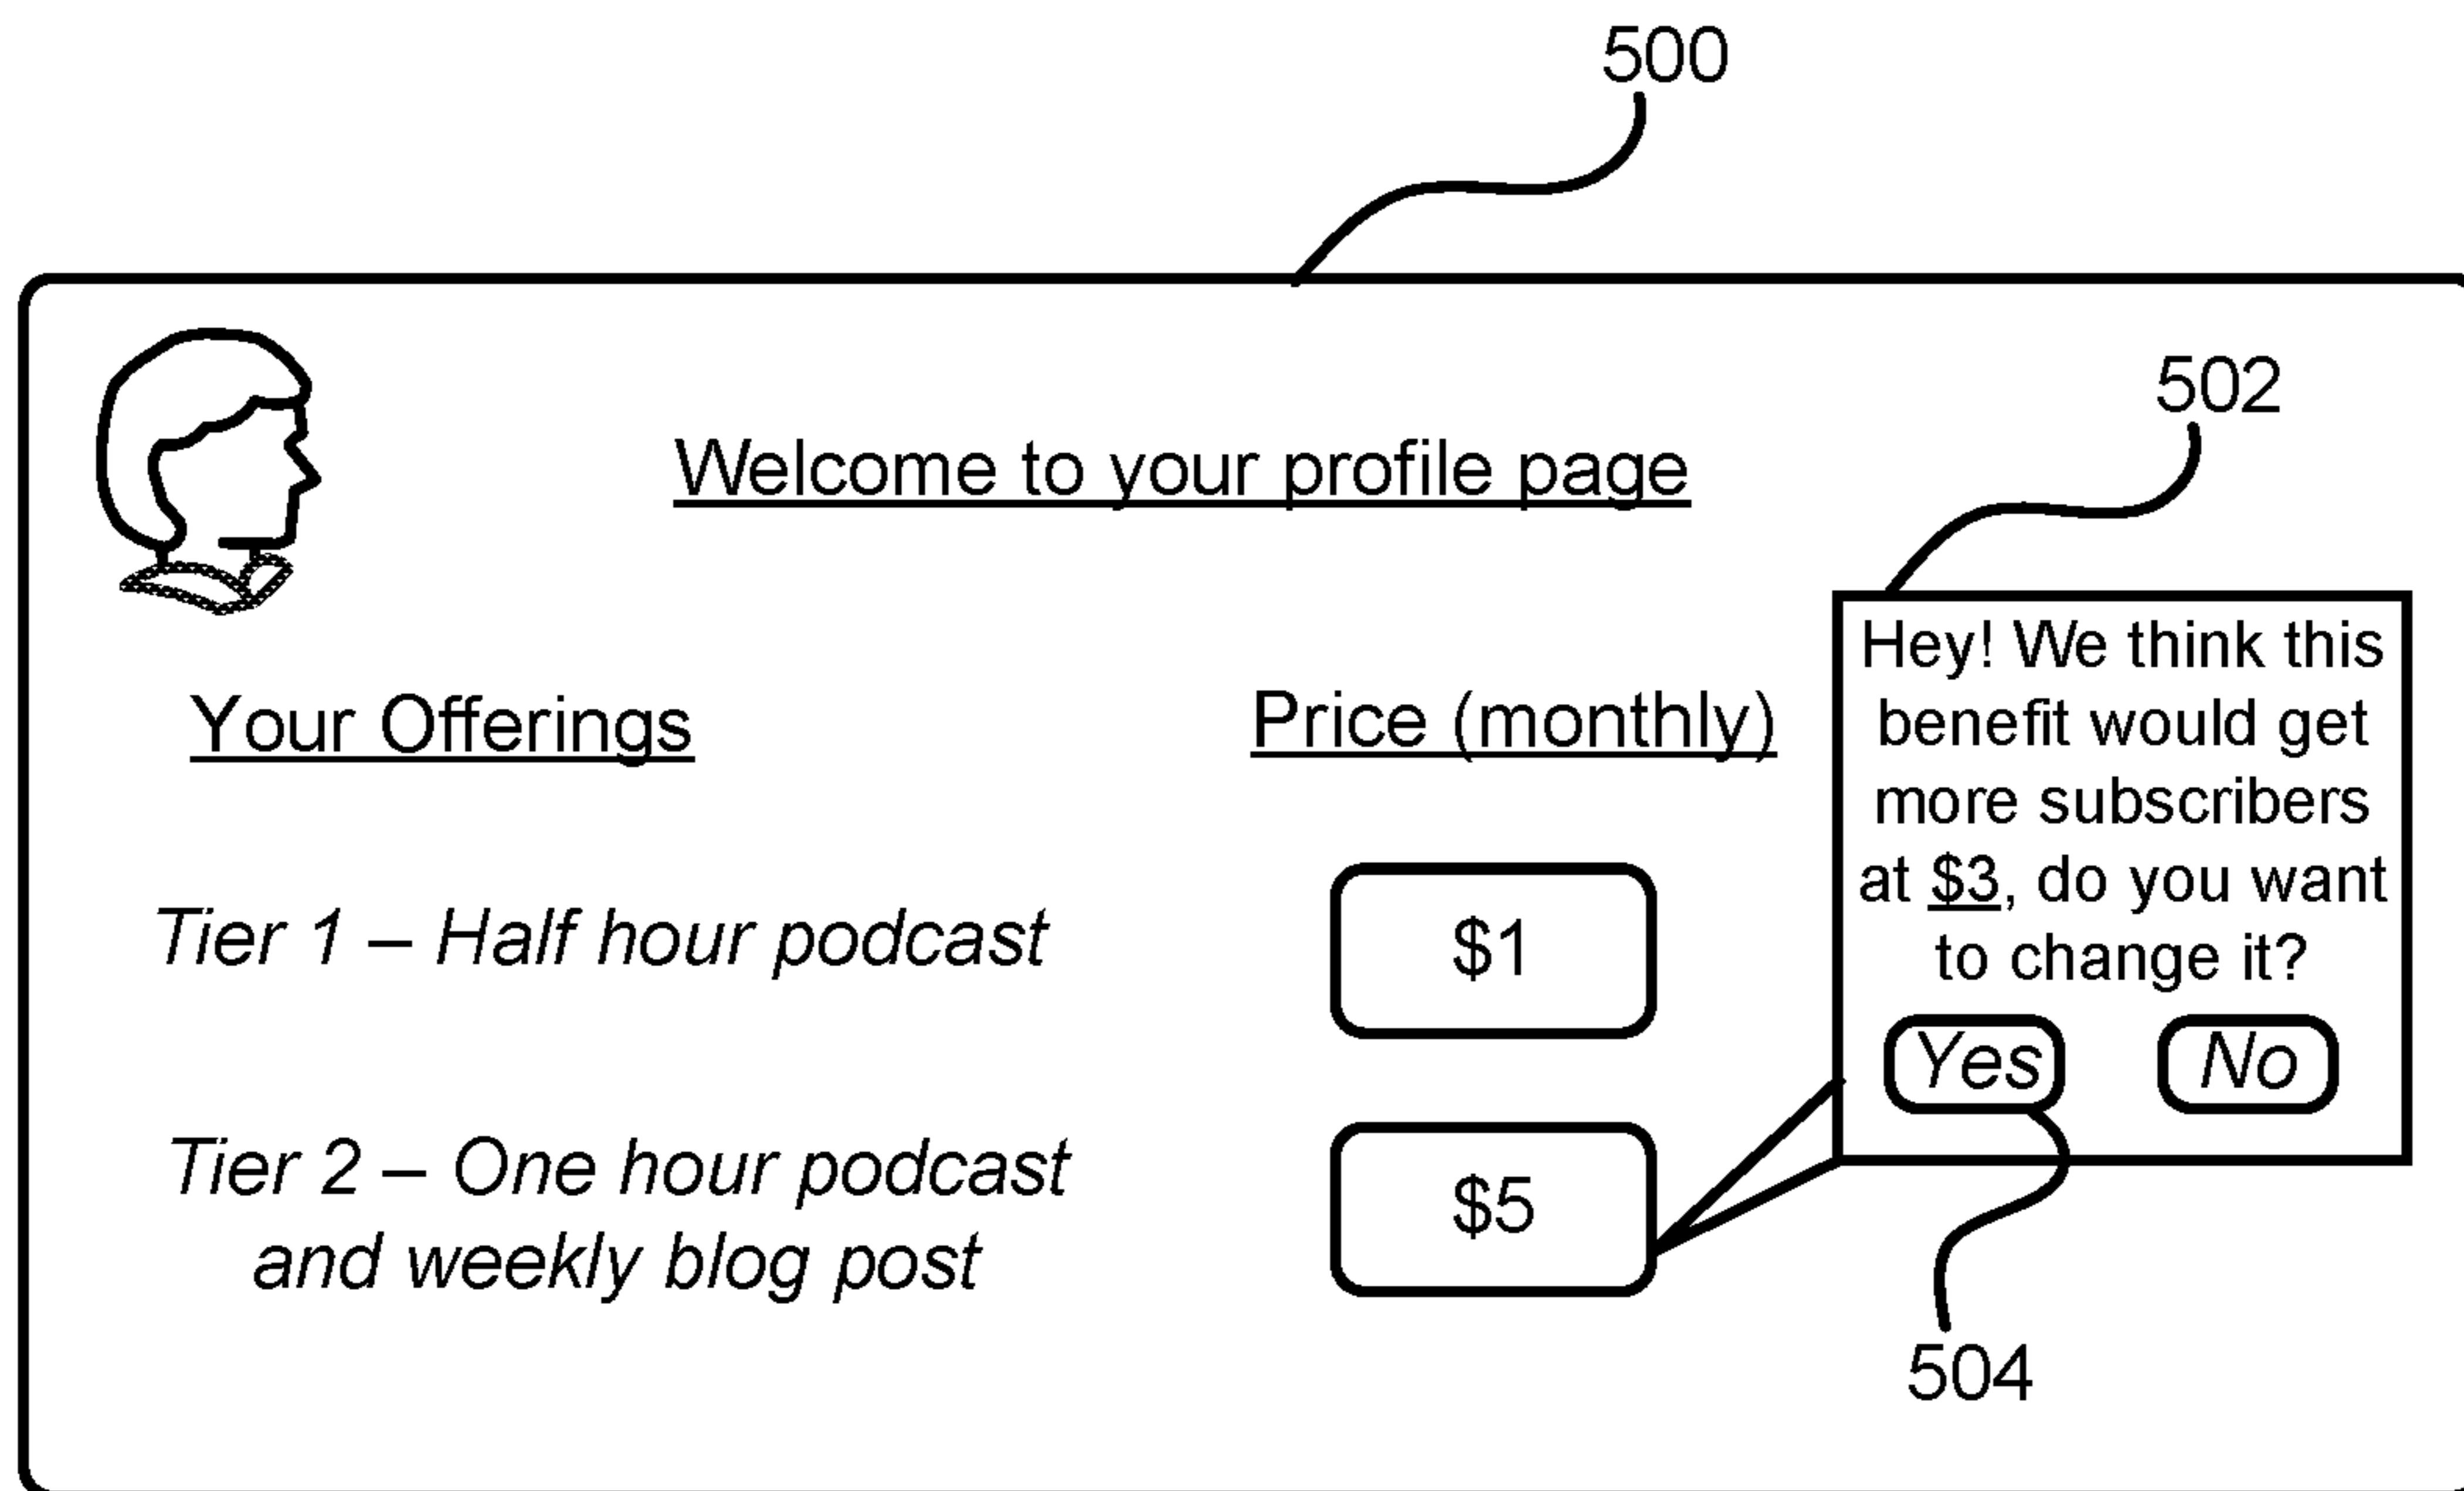 500
502
Welcome to your profile page
Your Offerings
Price (monthly)
Hey! We think this
benefit would get
more subscribers
at $3, do you want
to change it?
Yes
No
Tier 1 – Half hour podcast
$1
Tier 2 – One hour podcast
and weekly blog post
$5
504